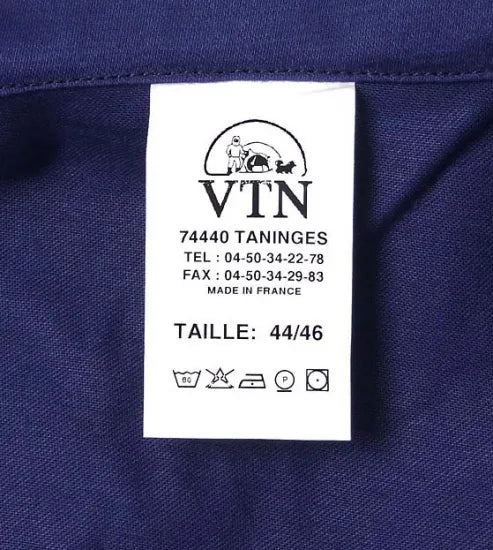 VTN
74440 TANINGES
TEL : 04-50-34-22-78
FAX : 04-50-34-29-83
MADE IN FRANCE
TAILLE: 44/46
P